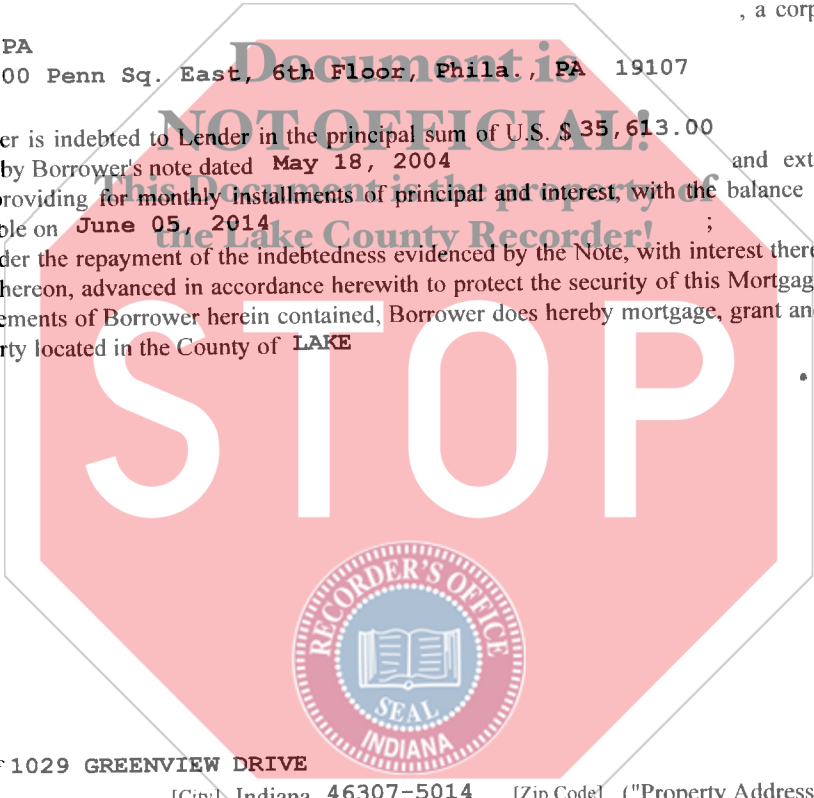 , a corp
PA
00 Penn Sq. East, 6th Floor, Phila., PA 19107
Document is
NOT OFFICIAL!
This Document is the property of
the Lake County Recorder!
er is indebted to Lender in the principal sum of U.S. $ 35,613.00
by Borrower's note dated May 18, 2004 and ext
providing for monthly installments of principal and interest, with the balance
ble on June 05, 2014 ;
der the repayment of the indebtedness evidenced by the Note, with interest there
hereon, advanced in accordance herewith to protect the security of this Mortgag
ements of Borrower herein contained, Borrower does hereby mortgage, grant an
rty located in the County of LAKE
STOP
RECORDER'S OFFICE
SEAL
INDIANA
1029 GREENVIEW DRIVE
[City], Indiana 46307-5014 [Zip Code] ("Property Address